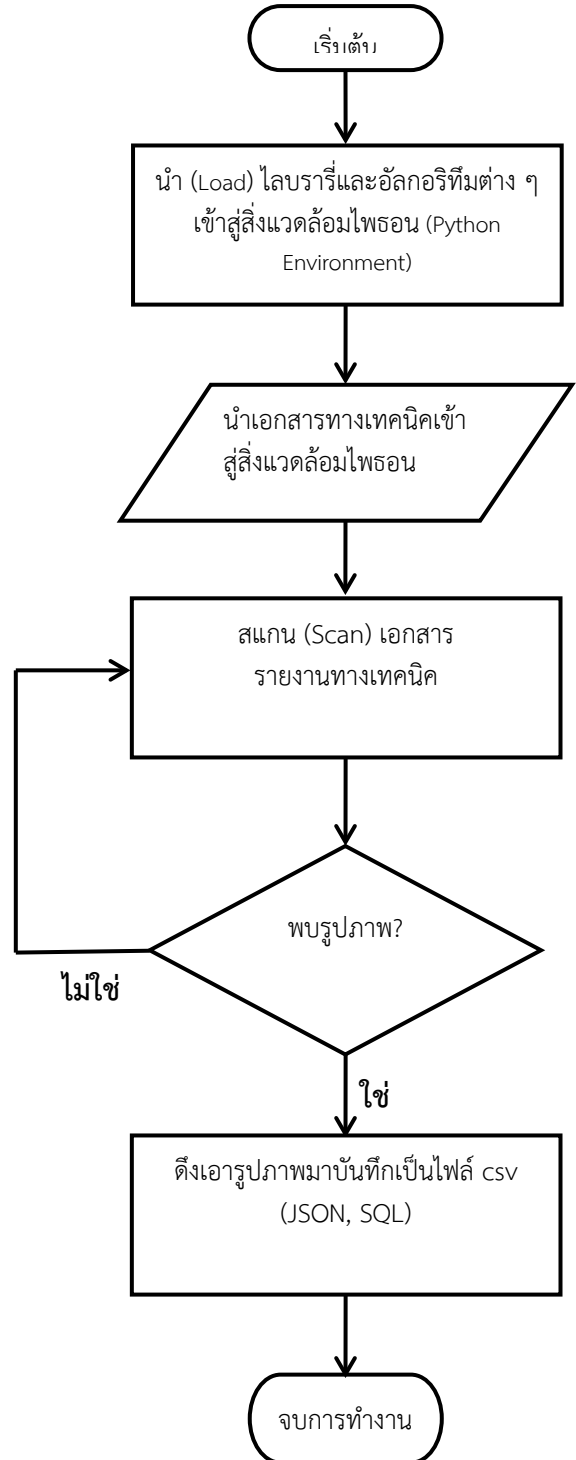 เริ่มต้น
นำ (Load) ไลบรารี่และอัลกอริทึมต่าง ๆ
เข้าสู่สิ่งแวดล้อมไพธอน (Python
Environment)
นำเอกสารทางเทคนิคเข้า
สู่สิ่งแวดล้อมไพธอน
สแกน (Scan) เอกสาร
รายงานทางเทคนิค
พบรูปภาพ?
ไม่ใช่
ใช่
ดึงเอารูปภาพมาบันทึกเป็นไฟล์ csv
(JSON, SQL)
จบการทำงาน